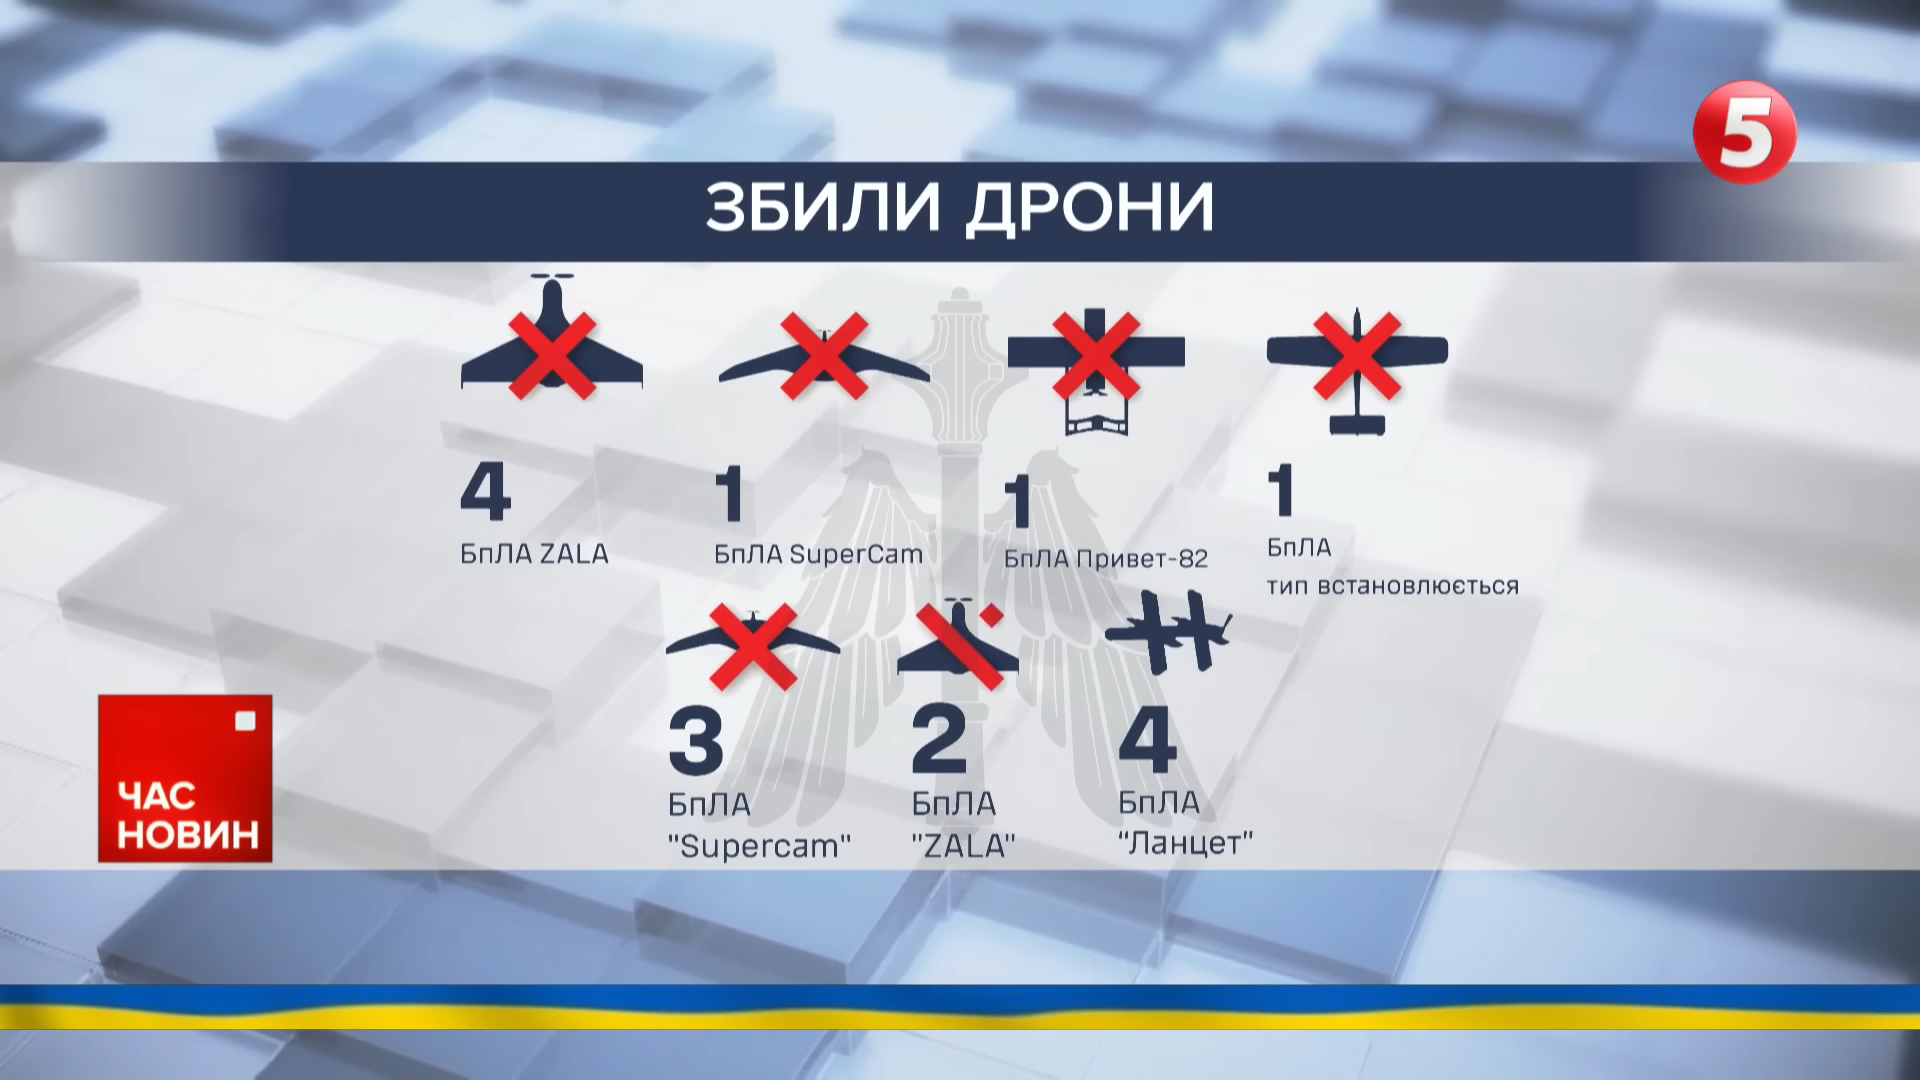 5
ЗБИЛИ ДРОНИ
4
БпЛА ZALA
1
БпЛА SuperCam
1
БпЛА Привет-82
1
БпЛА
тип встановлюється
3
БпЛА
"Supercam"
2
БпЛА
"ZALA"
4
БпЛА
“Ланцет”
ЧАС
НОВИН